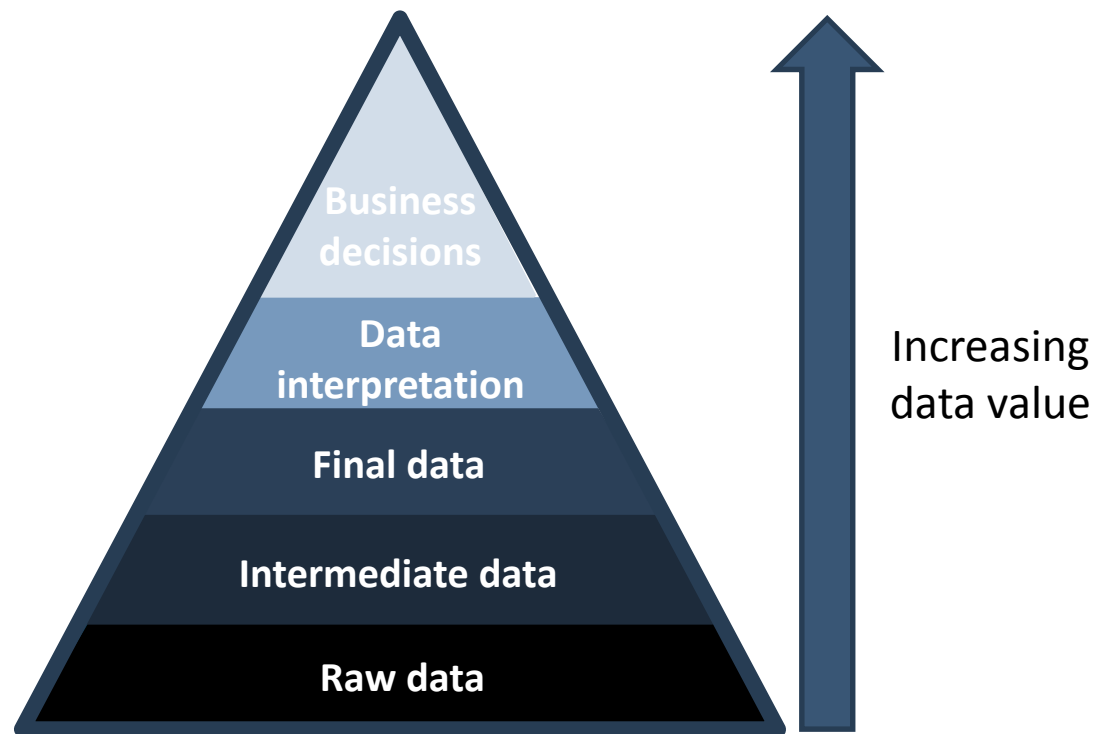 Business
decisions
Data
interpretation
Final data
Intermediate data
Raw data
Increasing
data value